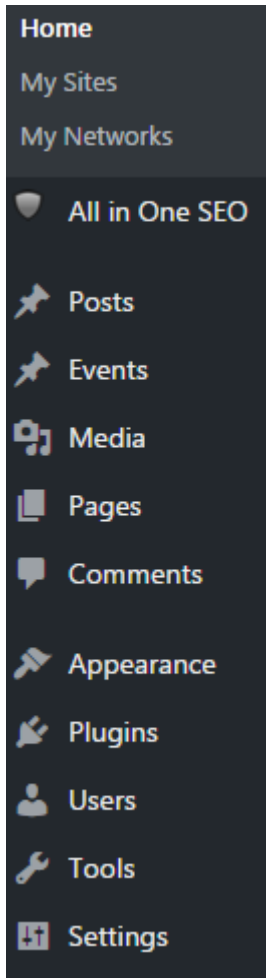 Home
My Sites
My Networks
All in One SEO
Posts
Events
Media
Pages
Comments
Appearance
Plugins
Users
Tools
Settings